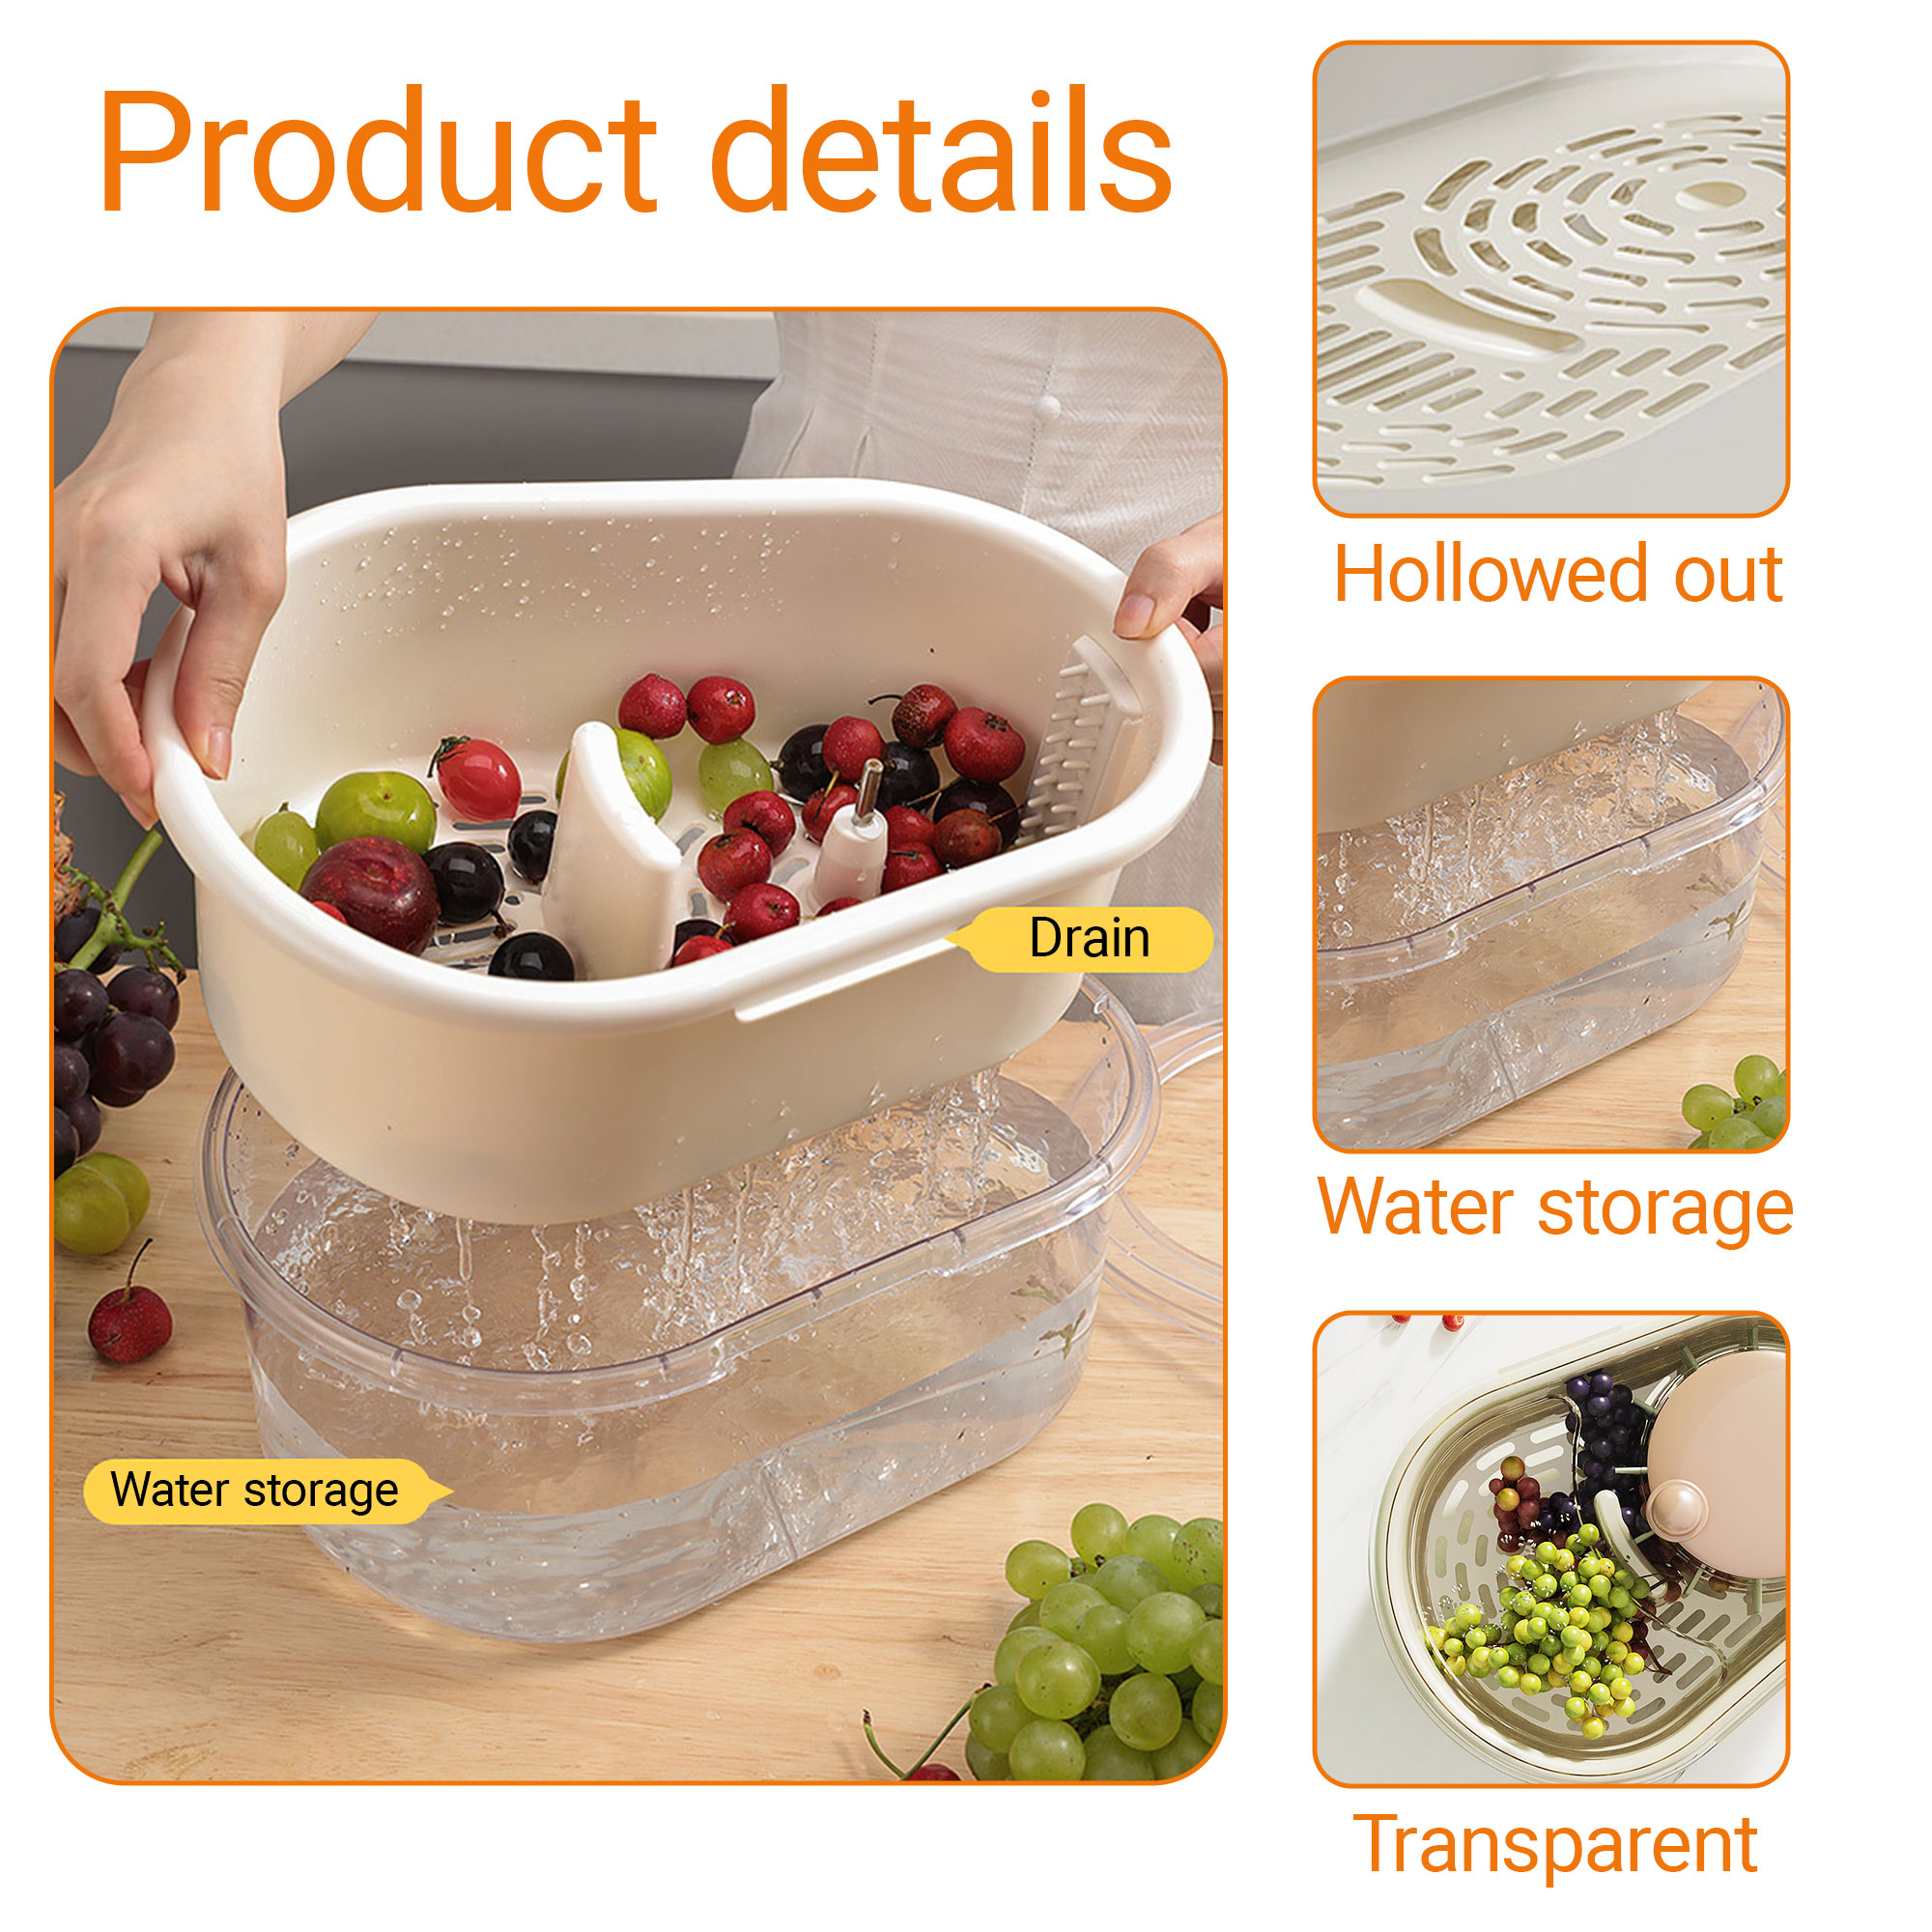 Product details
Hollowed out
Drain
Water storage
Water storage
Transparent